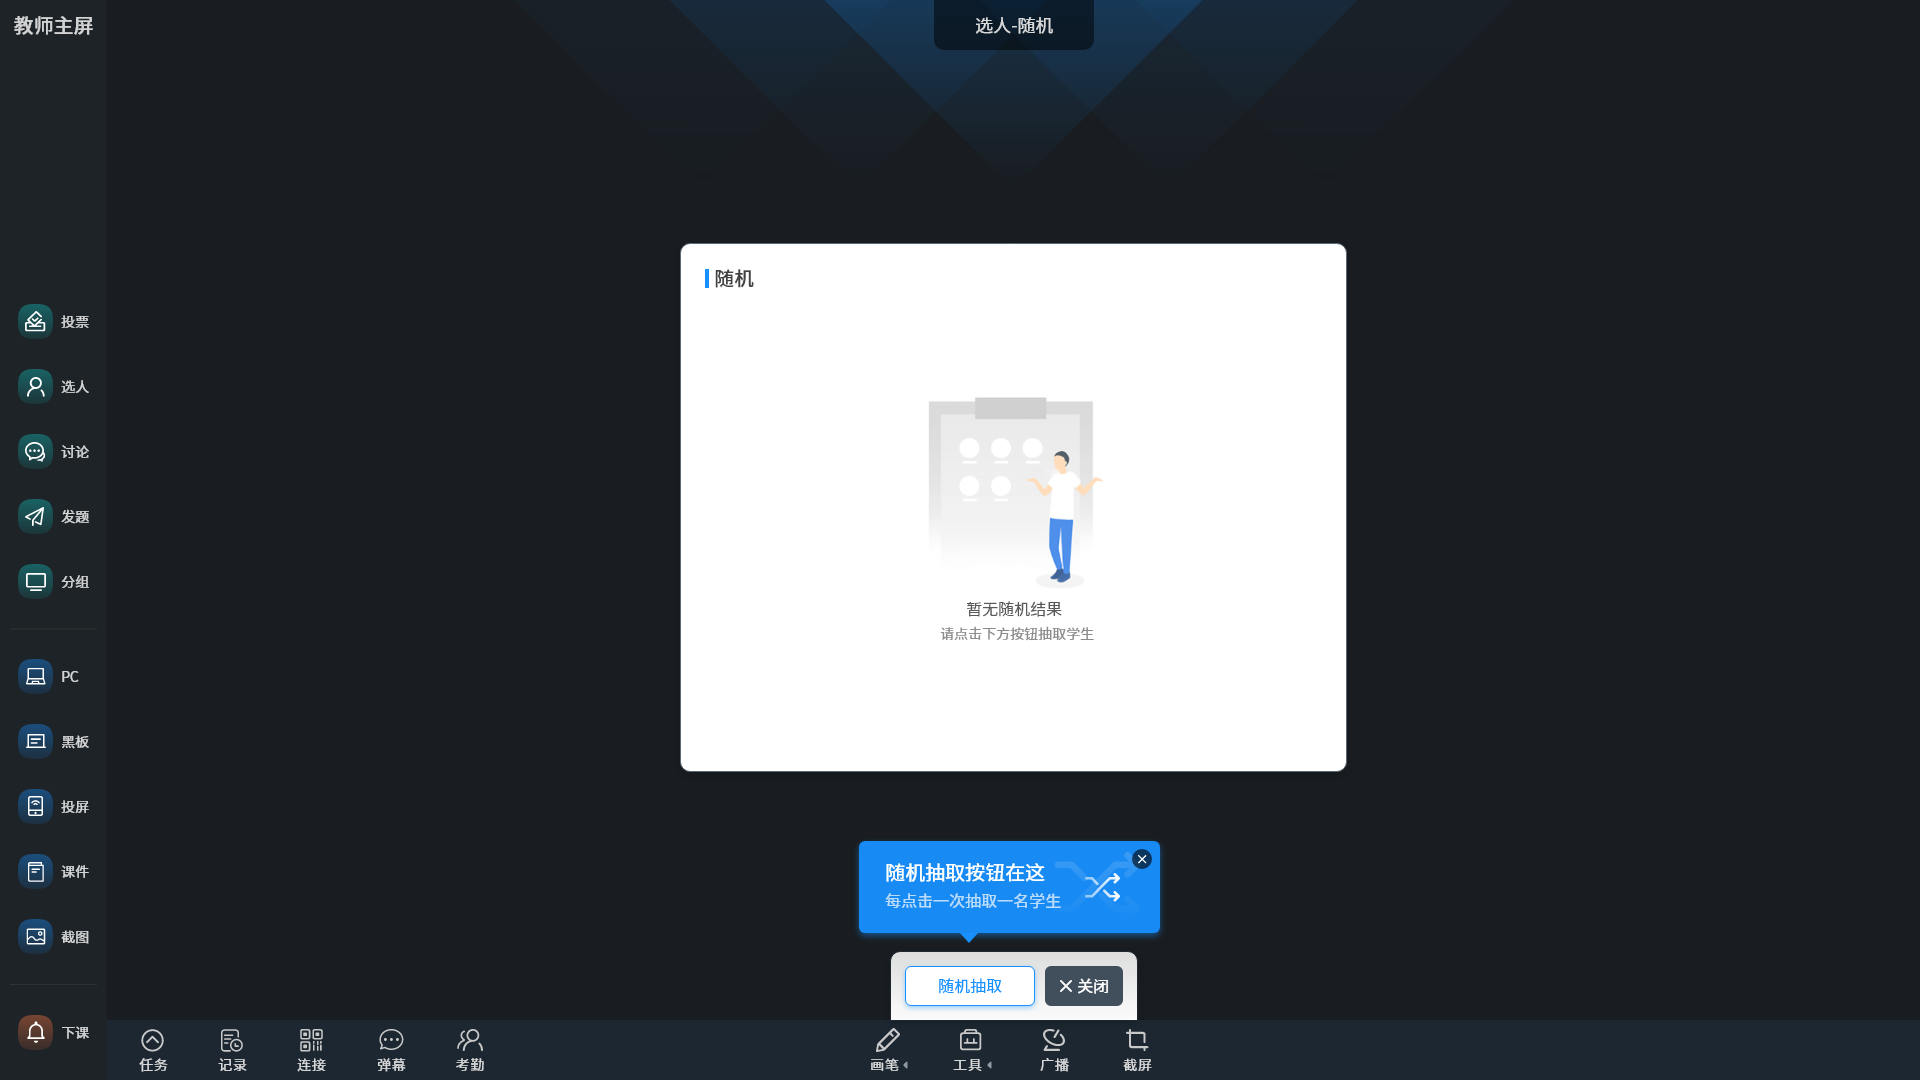 教师主屏
选人-随机
投票
选人
讨论
发题
分组
PC
黑板
投屏
课件
截图
下课
随机
暂无随机结果
请点击下方按钮抽取学生
随机抽取按钮在这
每点击一次抽取一名学生
随机抽取
关闭
任务
记录
连接
弹幕
考勤
画笔
工具
广播
截屏